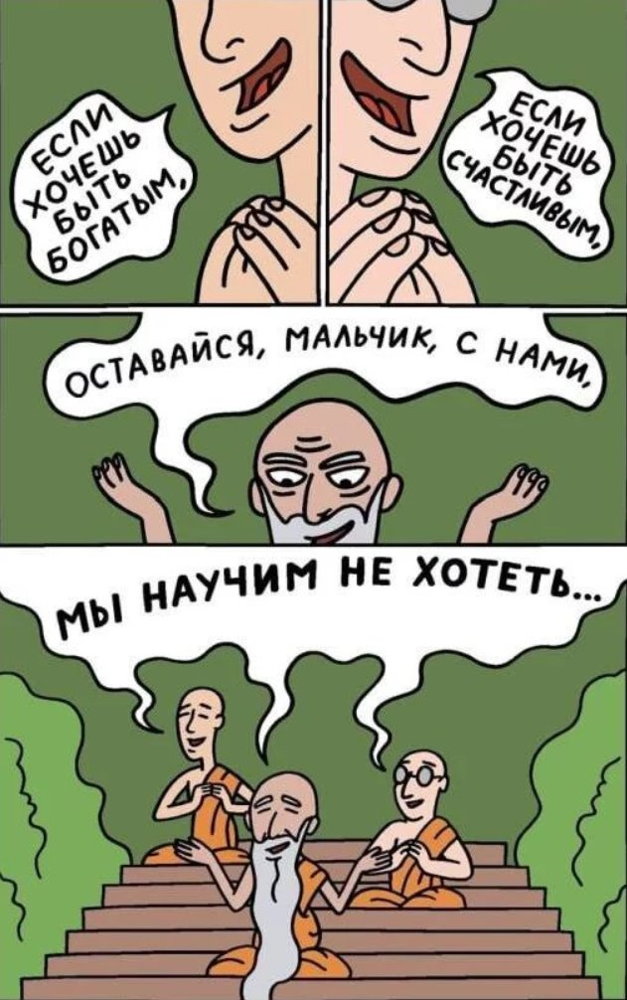 ЕСЛИ
ХОЧЕШЬ
БЫТЬ
БОГАТЫМ,
ЕСЛИ
ХОЧЕШЬ
БЫТЬ
СЧАСТЛИВЫМ,
ОСТАВАЙСЯ, МАЛЬЧИК, С НАМИ,
МЫ НАУЧИМ НЕ ХОТЕТЬ...